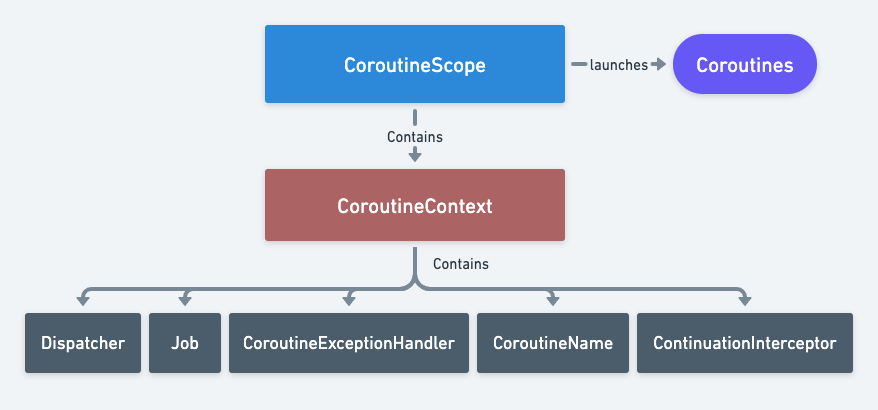 CoroutineScope
launches
Coroutines
Contains
CoroutineContext
Contains
Dispatcher
Job
CoroutineExceptionHandler
CoroutineName
ContinuationInterceptor